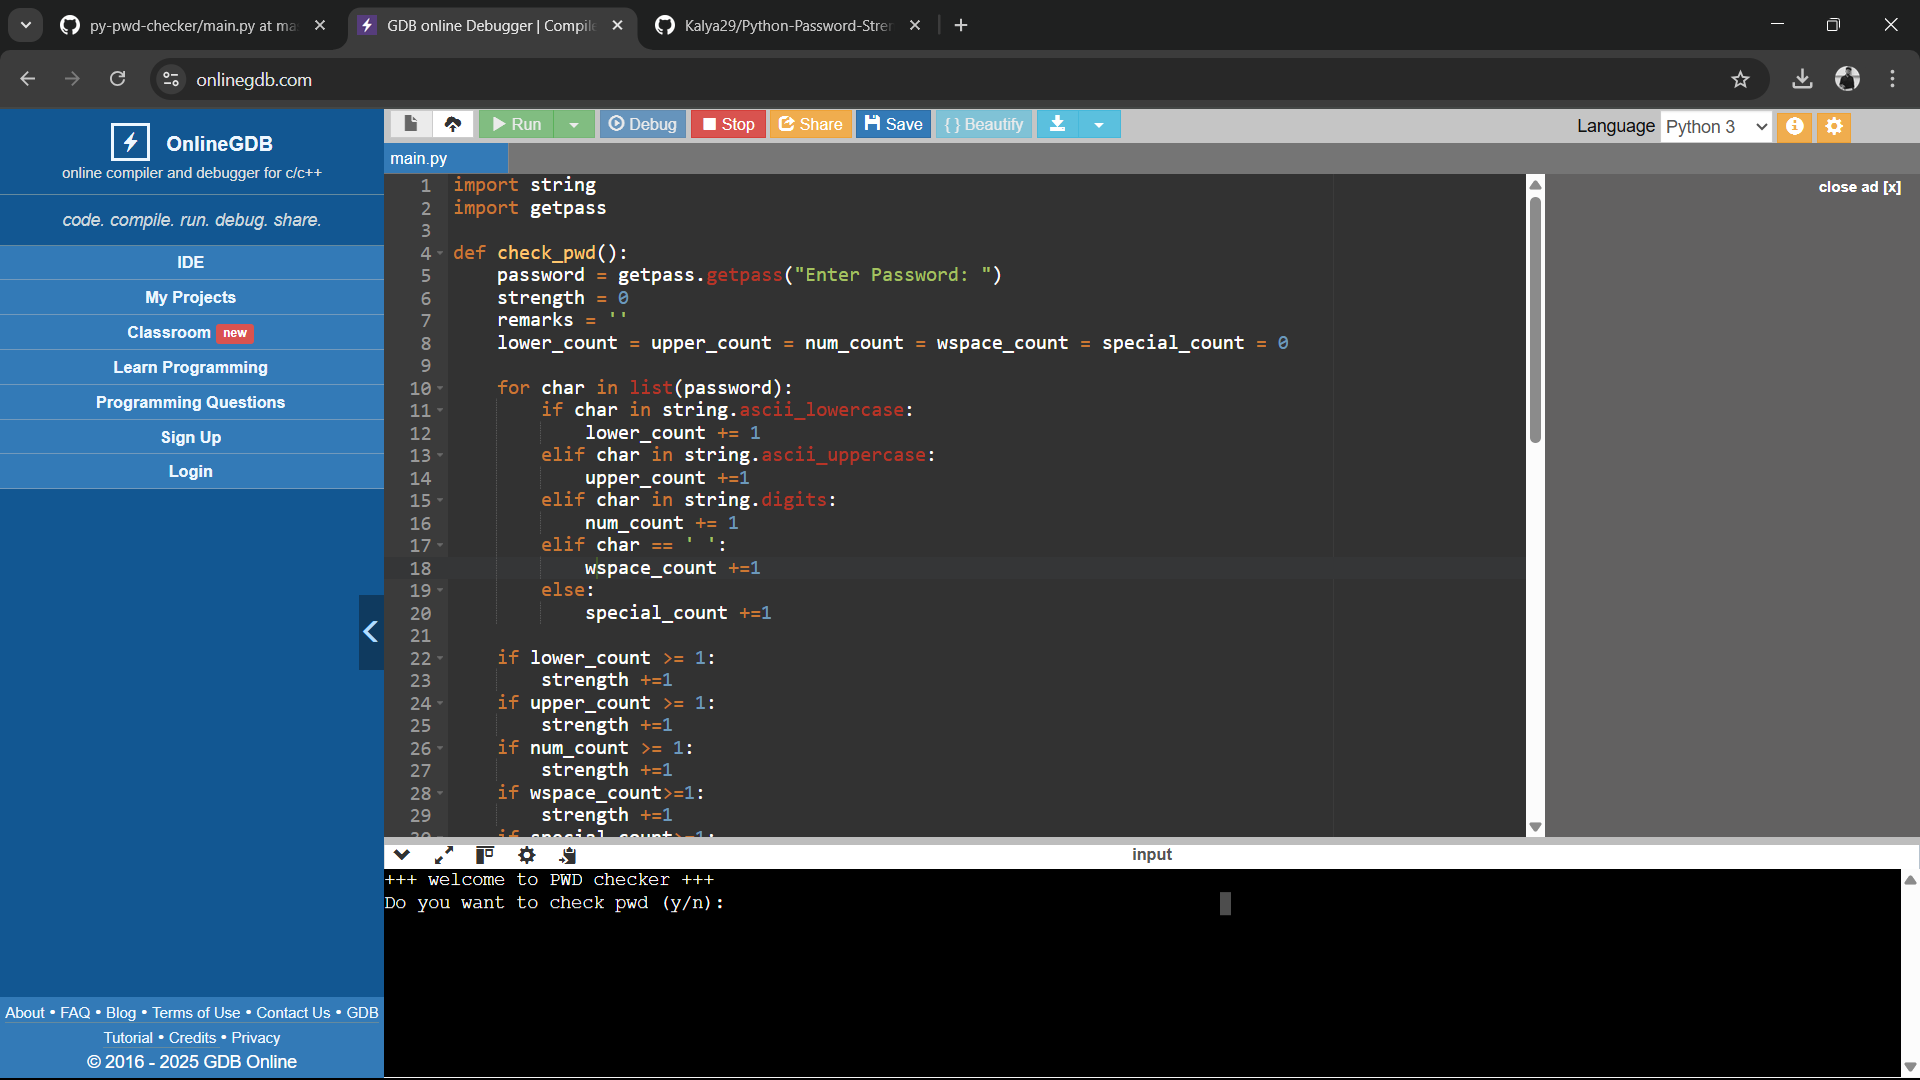 py-pwd-checker/main.py at ma
GDB online Debugger | Compile
Kalya29/Python-Password-Stren
onlinegdb.com
OnlineGDB
online compiler and debugger for c/c++
code. compile. run. debug. share.
IDE
My Projects
Classroom new
Learn Programming
Programming Questions
Sign Up
Login
About • FAQ • Blog • Terms of Use • Contact Us • GDB
Tutorial • Credits • Privacy
© 2016 - 2025 GDB Online
Run
Debug
Stop
Share
Save
{ } Beautify
Language Python 3
main.py
close ad [x]
1 import string
2 import getpass
3
4 def check_pwd():
5     password = getpass.getpass("Enter Password: ")
6     strength = 0
7     remarks = ''
8     lower_count = upper_count = num_count = wspace_count = special_count = 0
9
10     for char in list(password):
11         if char in string.ascii_lowercase:
12             lower_count += 1
13         elif char in string.ascii_uppercase:
14             upper_count +=1
15         elif char in string.digits:
16             num_count += 1
17         elif char == ' ':
18             wspace_count +=1
19         else:
20             special_count +=1
21
22     if lower_count >= 1:
23         strength +=1
24     if upper_count >= 1:
25         strength +=1
26     if num_count >= 1:
27         strength +=1
28     if wspace_count>=1:
29         strength +=1
30     if special_count>=1:
input
+++ welcome to PWD checker +++
Do you want to check pwd (y/n):